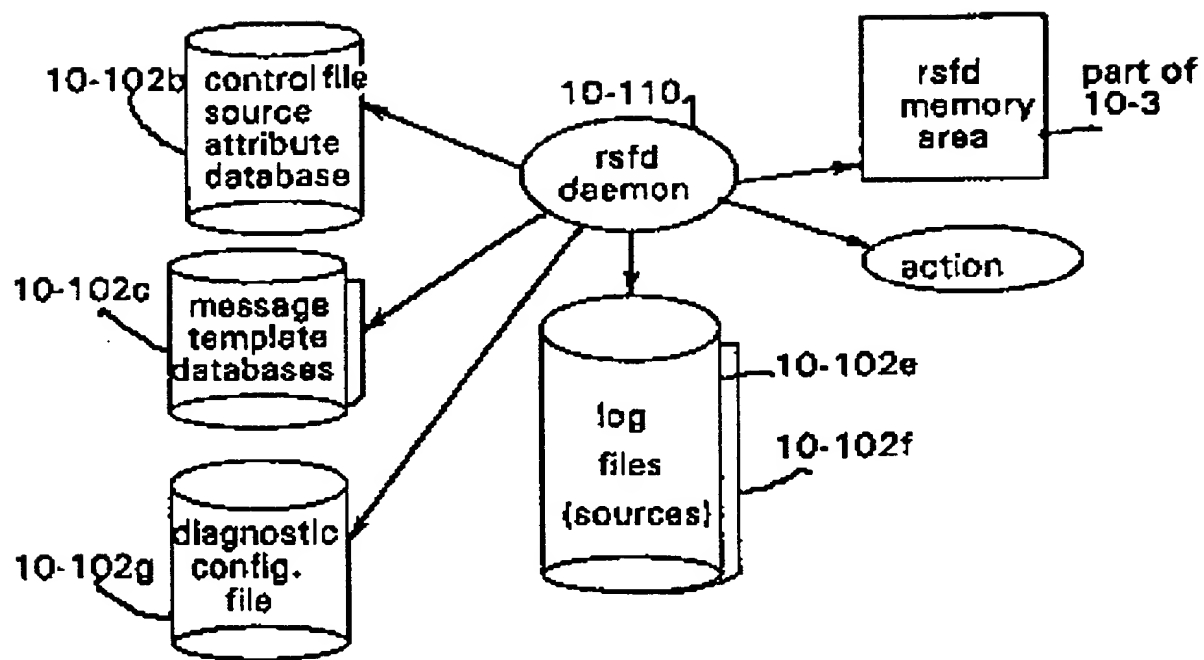 10-102b
control file
source
attribute
database
10-110
rsfd
daemon
rsfd
memory
area
part of
10-3
action
10-102c
message
template
databases
log
files
(sources)
10-102e
10-102f
10-102g
diagnostic
config.
file